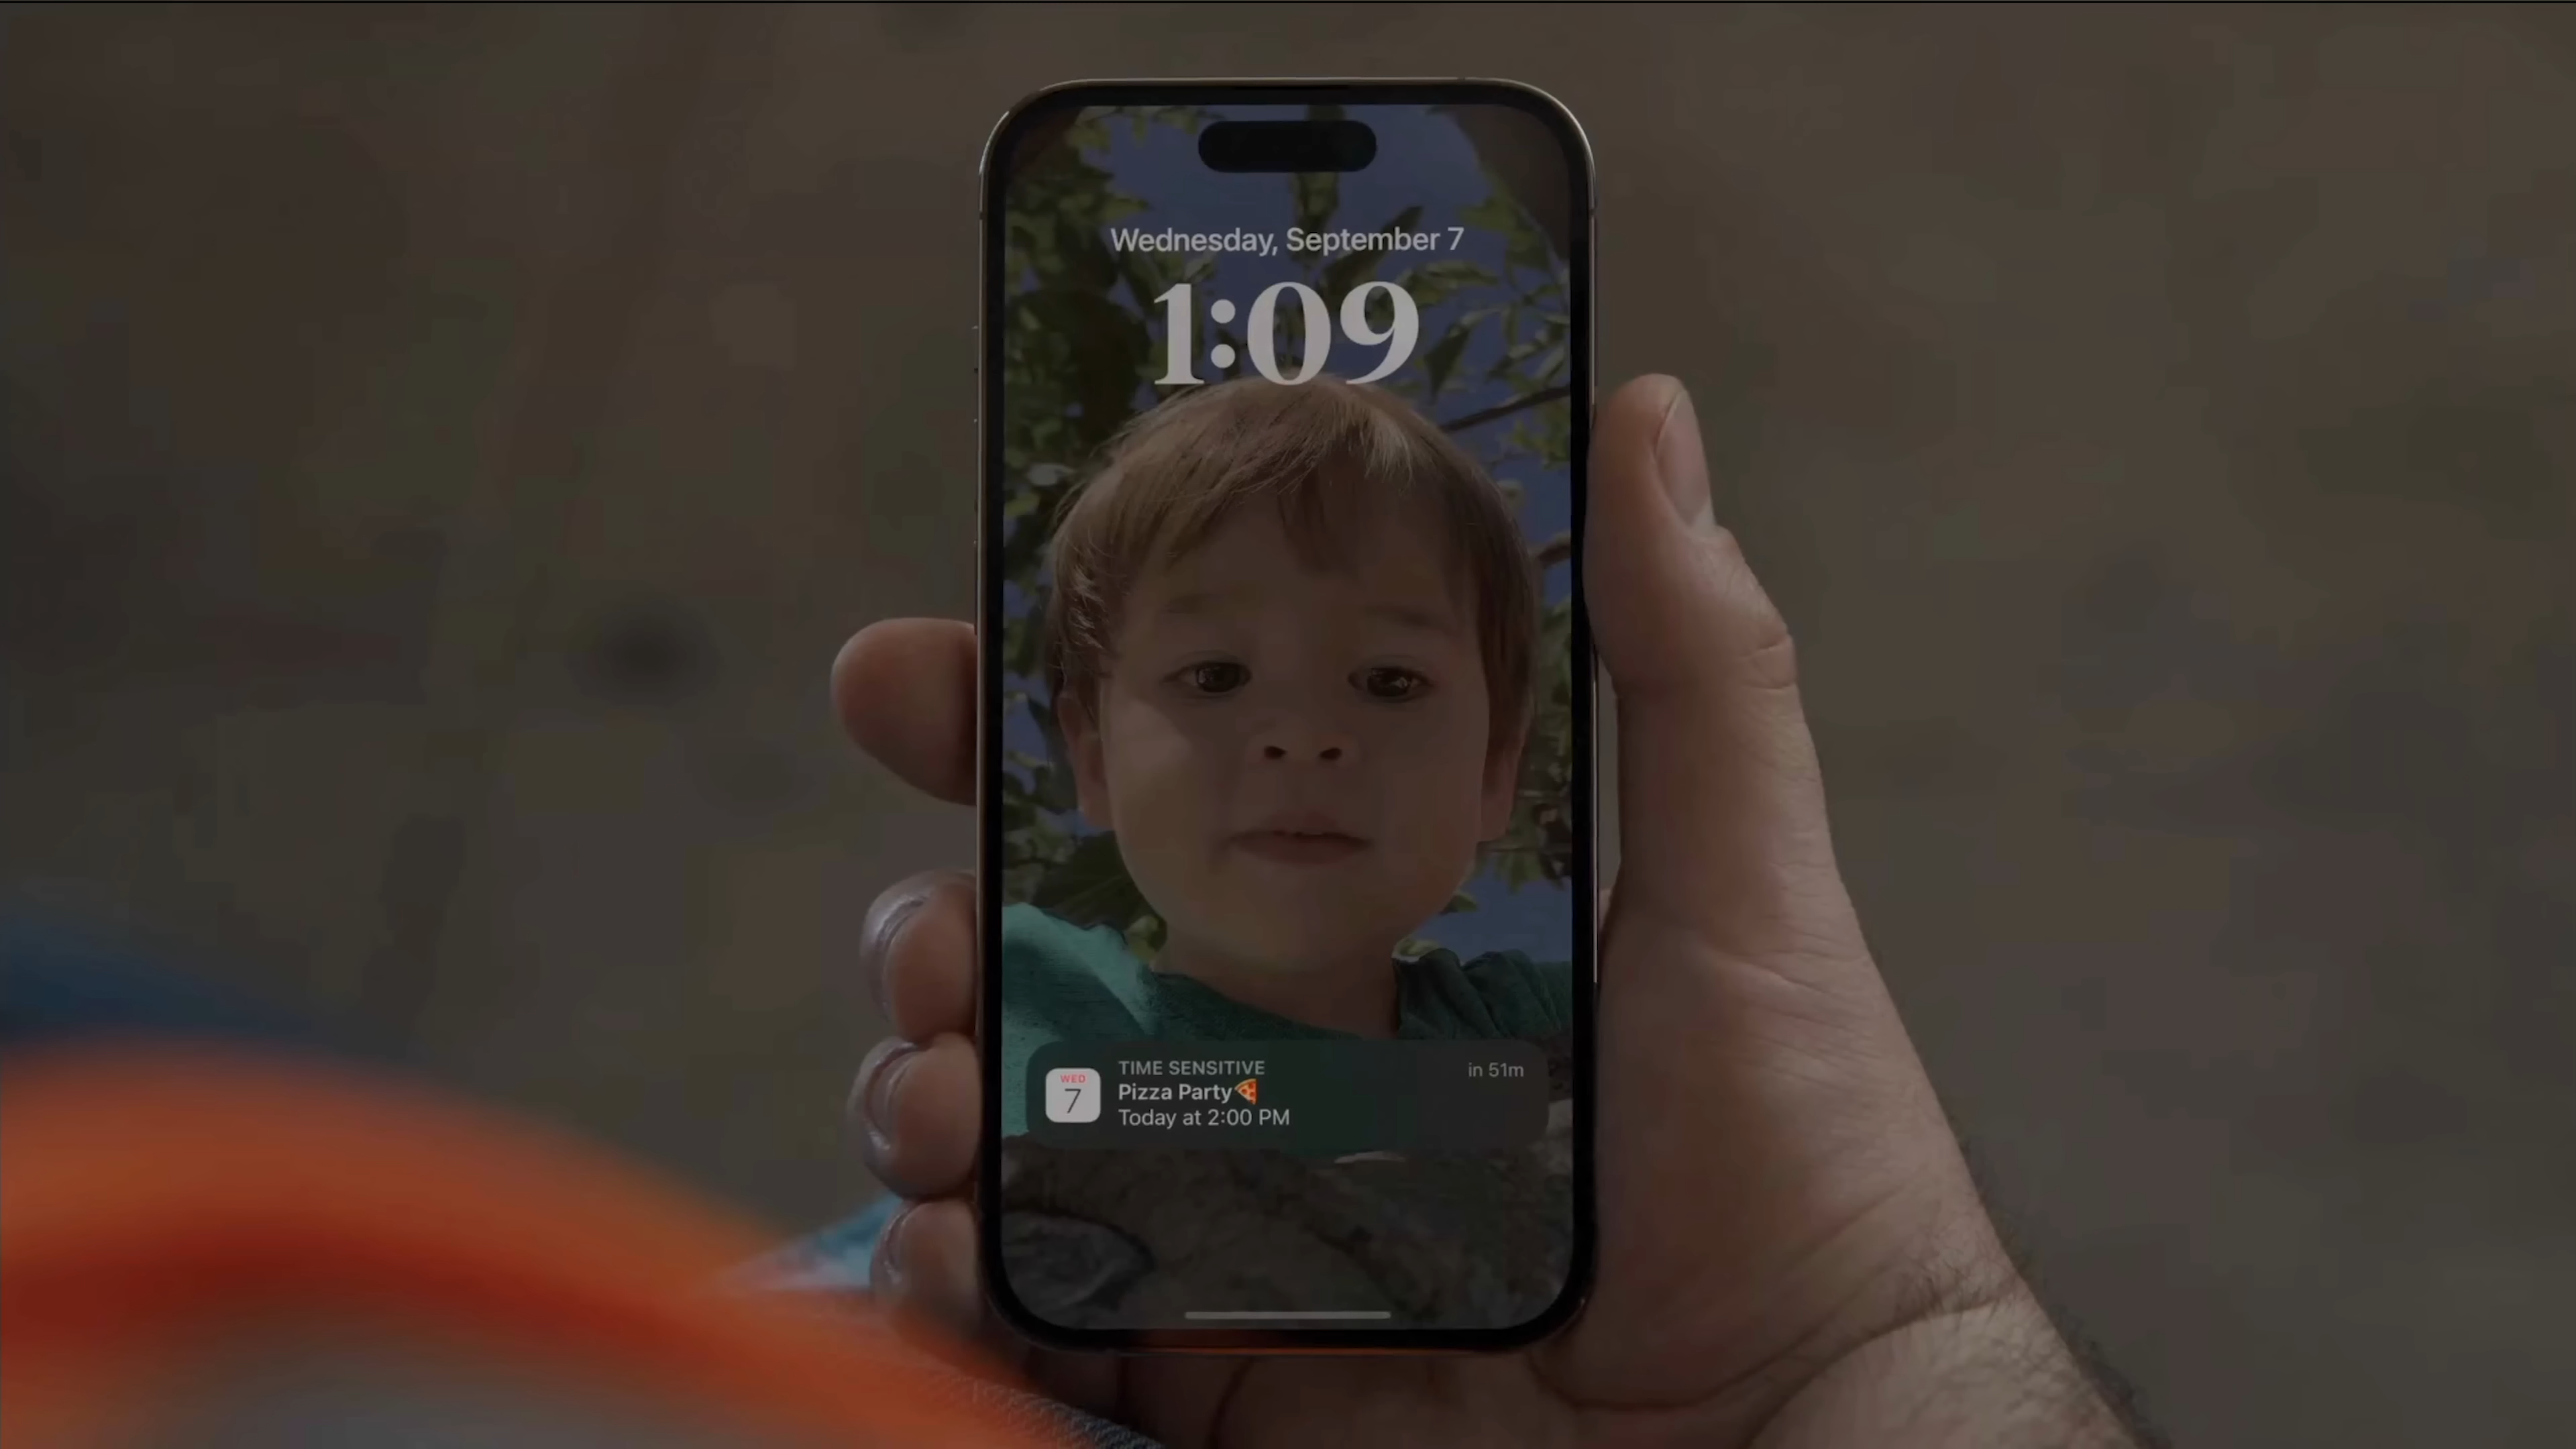 Wednesday, September 7
1:09
TIME SENSITIVE
in 51m
WED
7
Pizza Party🍕
Today at 2:00 PM